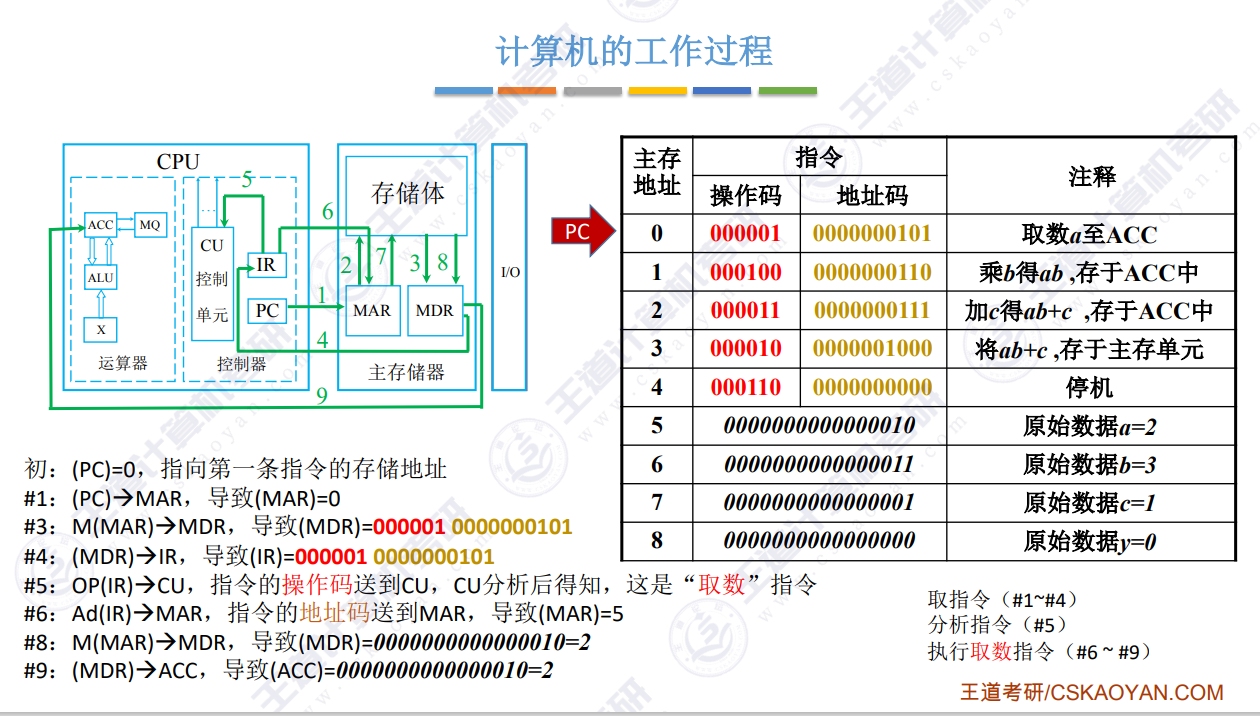 计算机的工作过程
CPU
ACC
MQ
ALU
X
运算器
5
...
CU
控制
单元
IR
PC
控制器
6
1
4
9
存储体
2
7
3
8
MAR
MDR
主存储器
I/O
PC
主存地址 指令 注释
操作码 地址码
0 000001 0000000101 取数a至ACC
1 000100 0000000110 乘b得ab ,存于ACC中
2 000011 0000000111 加c得ab+c ,存于ACC中
3 000010 0000001000 将ab+c ,存于主存单元
4 000110 0000000000 停机
5 0000000000000010 原始数据a=2
6 0000000000000011 原始数据b=3
7 0000000000000001 原始数据c=1
8 0000000000000000 原始数据y=0
初：(PC)=0，指向第一条指令的存储地址
#1：(PC)→MAR，导致(MAR)=0
#3：M(MAR)→MDR，导致(MDR)=000001 0000000101
#4：(MDR)→IR，导致(IR)=000001 0000000101
#5：OP(IR)→CU，指令的操作码送到CU，CU分析后得知，这是“取数”指令
#6：Ad(IR)→MAR，指令的地址码送到MAR，导致(MAR)=5
#8：M(MAR)→MDR，导致(MDR)=0000000000000010=2
#9：(MDR)→ACC，导致(ACC)=0000000000000010=2
取指令（#1~#4）
分析指令（#5）
执行取数指令（#6 ~ #9）
王道考研/CSKAOYAN.COM